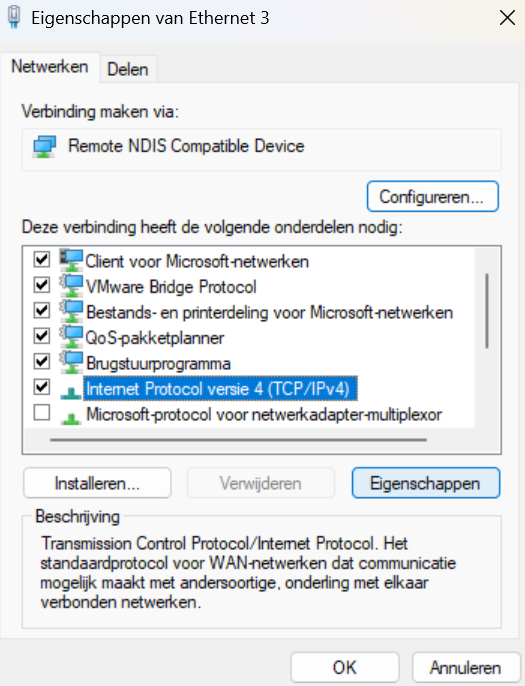 Eigenschappen van Ethernet 3
Netwerken
Delen
Verbinding maken via:
Remote NDIS Compatible Device
Configureren...
Deze verbinding heeft de volgende onderdelen nodig:
Client voor Microsoft-netwerken
VMware Bridge Protocol
Bestands- en printerdeling voor Microsoft-netwerken
QoS-pakketplanner
Brugstuurprogramma
Internet Protocol versie 4 (TCP/IPv4)
Microsoft-protocol voor netwerkadapter-multiplexor
Installeren...
Verwijderen
Eigenschappen
Beschrijving
Transmission Control Protocol/Internet Protocol. Het
standaardprotocol voor WAN-netwerken dat communicatie
mogelijk maakt met andersoortige, onderling met elkaar
verbonden netwerken.
OK
Annuleren